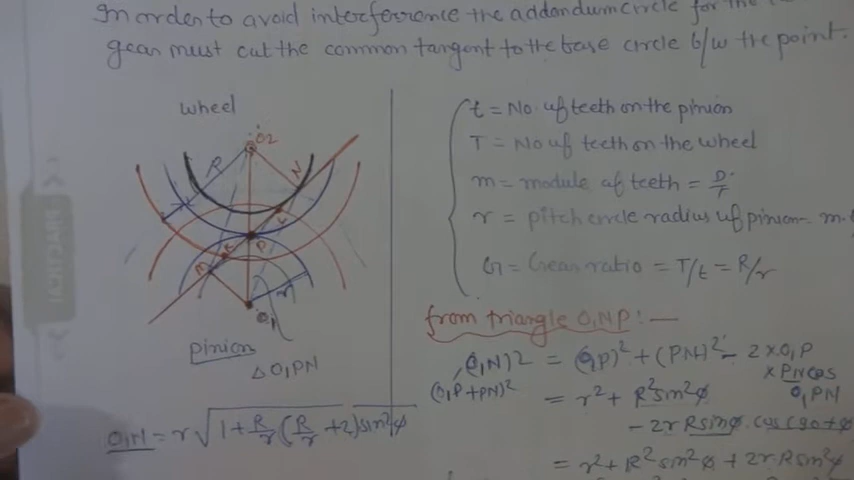 In order to avoid interferrence the addendum circle for the
gear must cut the common tangent to the base circle b/w the point.
wheel
O2
R
N
L
P
K
M
r
O1
pinion
△ O1PN
O1N = r√1+R/r(R/r+2)sin²φ
t = No. of teeth on the pinion
T = No of teeth on the wheel
m = module of teeth = D/T
r = pitch circle radius of pinion = m.
G = Gear ratio = T/t = R/r
from triangle O1NP:—
(O1N)2 = (O1P)2 + (PN)2 - 2 x O1P
x PN cos
O1PN
(O1P+PN)2
= r2 + R2sin2φ
- 2r R sinφ. cos(90+φ
= r2 + R2 sin2φ + 2r. R sin2φ